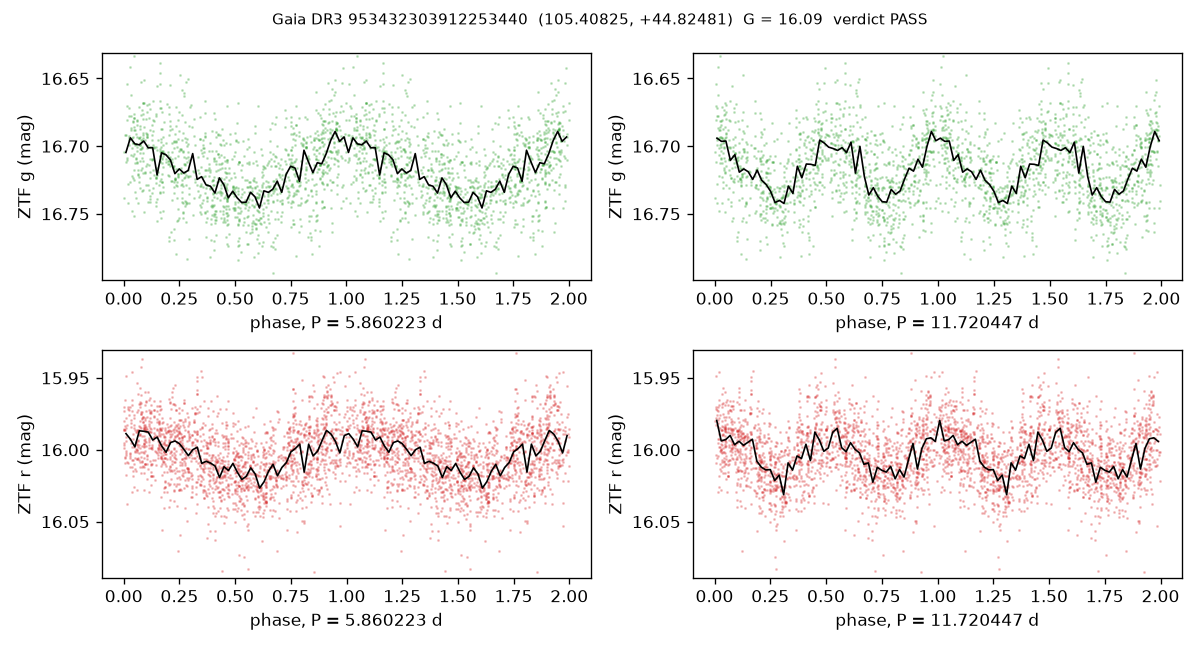 Gaia DR3 953432303912253440  (105.40825, +44.82481)  G = 16.09  verdict PASS
ZTF g (mag)
16.65
16.70
16.75
0.00 0.25 0.50 0.75 1.00 1.25 1.50 1.75 2.00
phase, P = 5.860223 d
ZTF g (mag)
16.65
16.70
16.75
0.00 0.25 0.50 0.75 1.00 1.25 1.50 1.75 2.00
phase, P = 11.720447 d
ZTF r (mag)
15.95
16.00
16.05
0.00 0.25 0.50 0.75 1.00 1.25 1.50 1.75 2.00
phase, P = 5.860223 d
ZTF r (mag)
15.95
16.00
16.05
0.00 0.25 0.50 0.75 1.00 1.25 1.50 1.75 2.00
phase, P = 11.720447 d